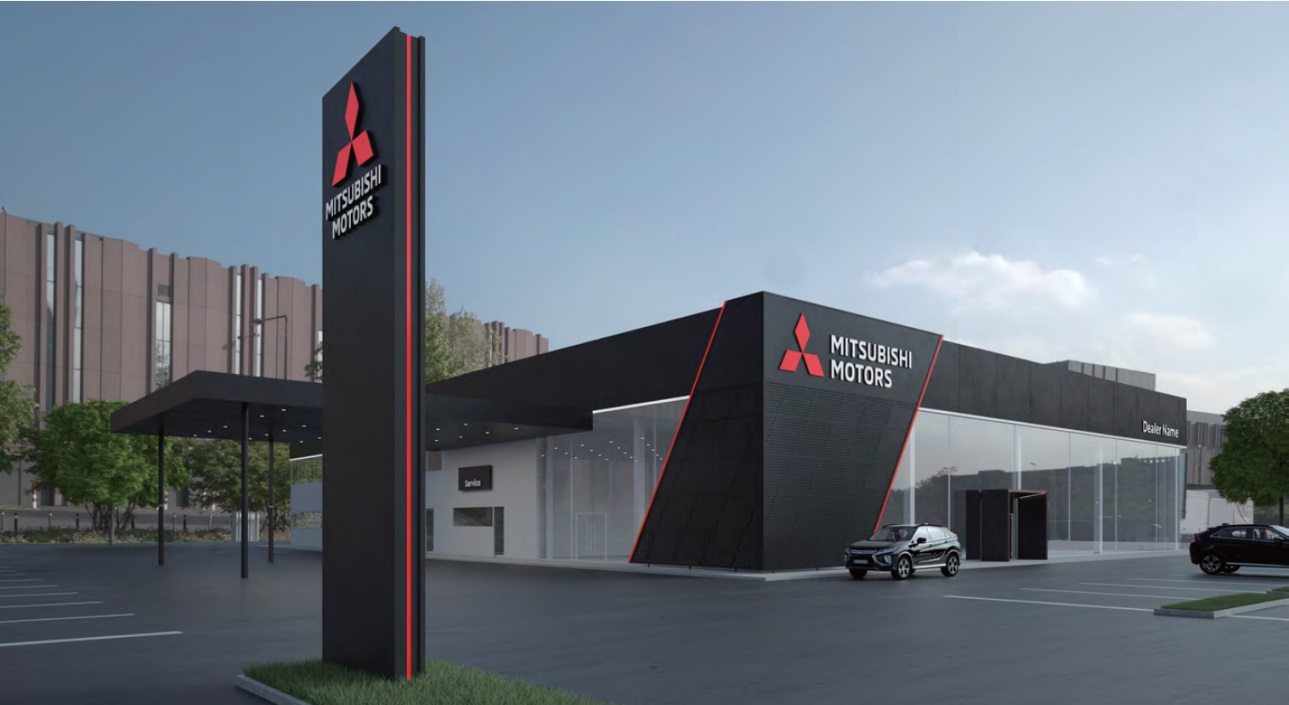 MITSUBISHI
MOTORS
MITSUBISHI
MOTORS
Dealer Name
Service